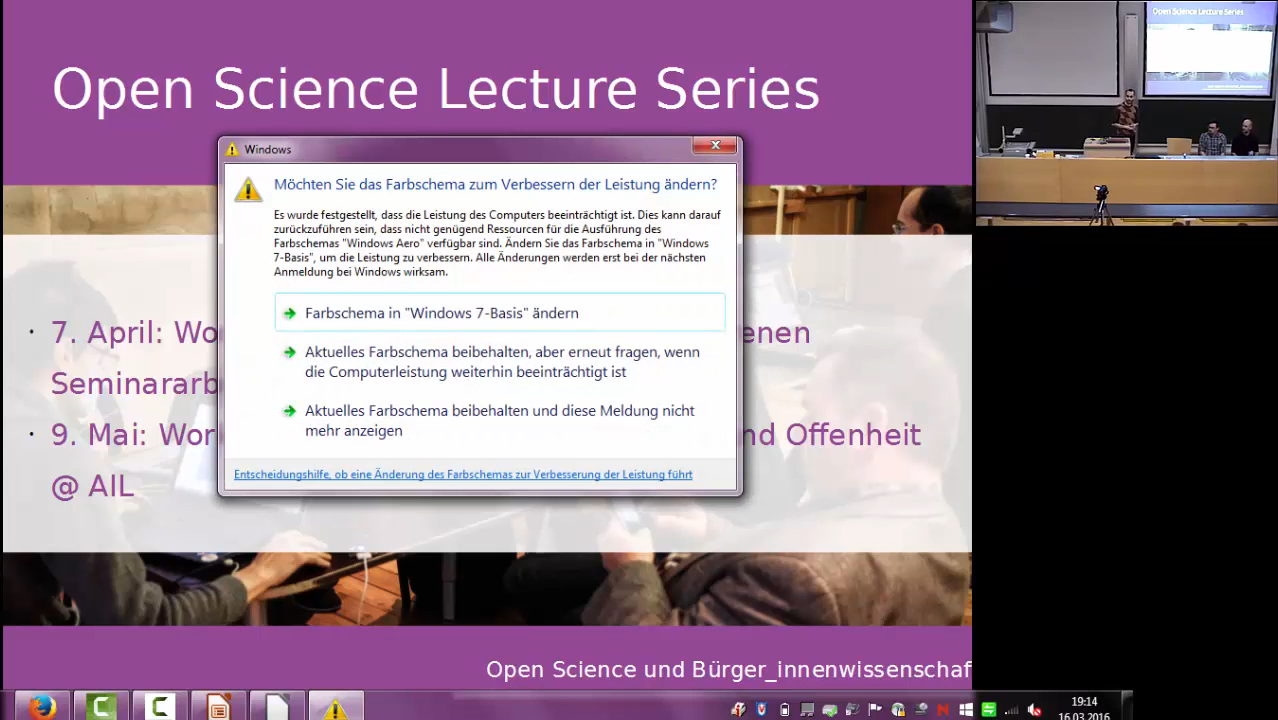 Open Science Lecture Series
Open Science Lecture Series
Windows
Möchten Sie das Farbschema zum Verbessern der Leistung ändern?
Es wurde festgestellt, dass die Leistung des Computers beeinträchtigt ist. Dies kann darauf
zurückzuführen sein, dass nicht genügend Ressourcen für die Ausführung des
Farbschemas "Windows Aero" verfügbar sind. Ändern Sie das Farbschema in "Windows
7-Basis", um die Leistung zu verbessern. Alle Änderungen werden erst bei der nächsten
Anmeldung bei Windows wirksam.
Farbschema in "Windows 7-Basis" ändern
Aktuelles Farbschema beibehalten, aber erneut fragen, wenn
die Computerleistung weiterhin beeinträchtigt ist
Aktuelles Farbschema beibehalten und diese Meldung nicht
mehr anzeigen
Entscheidungshilfe, ob eine Änderung des Farbschemas zur Verbesserung der Leistung führt
· 7. April: Wo enen
Seminararb
· 9. Mai: Wor nd Offenheit
@ AIL
Open Science und Bürger_innenwissenschaf
19:14
16.03.2016